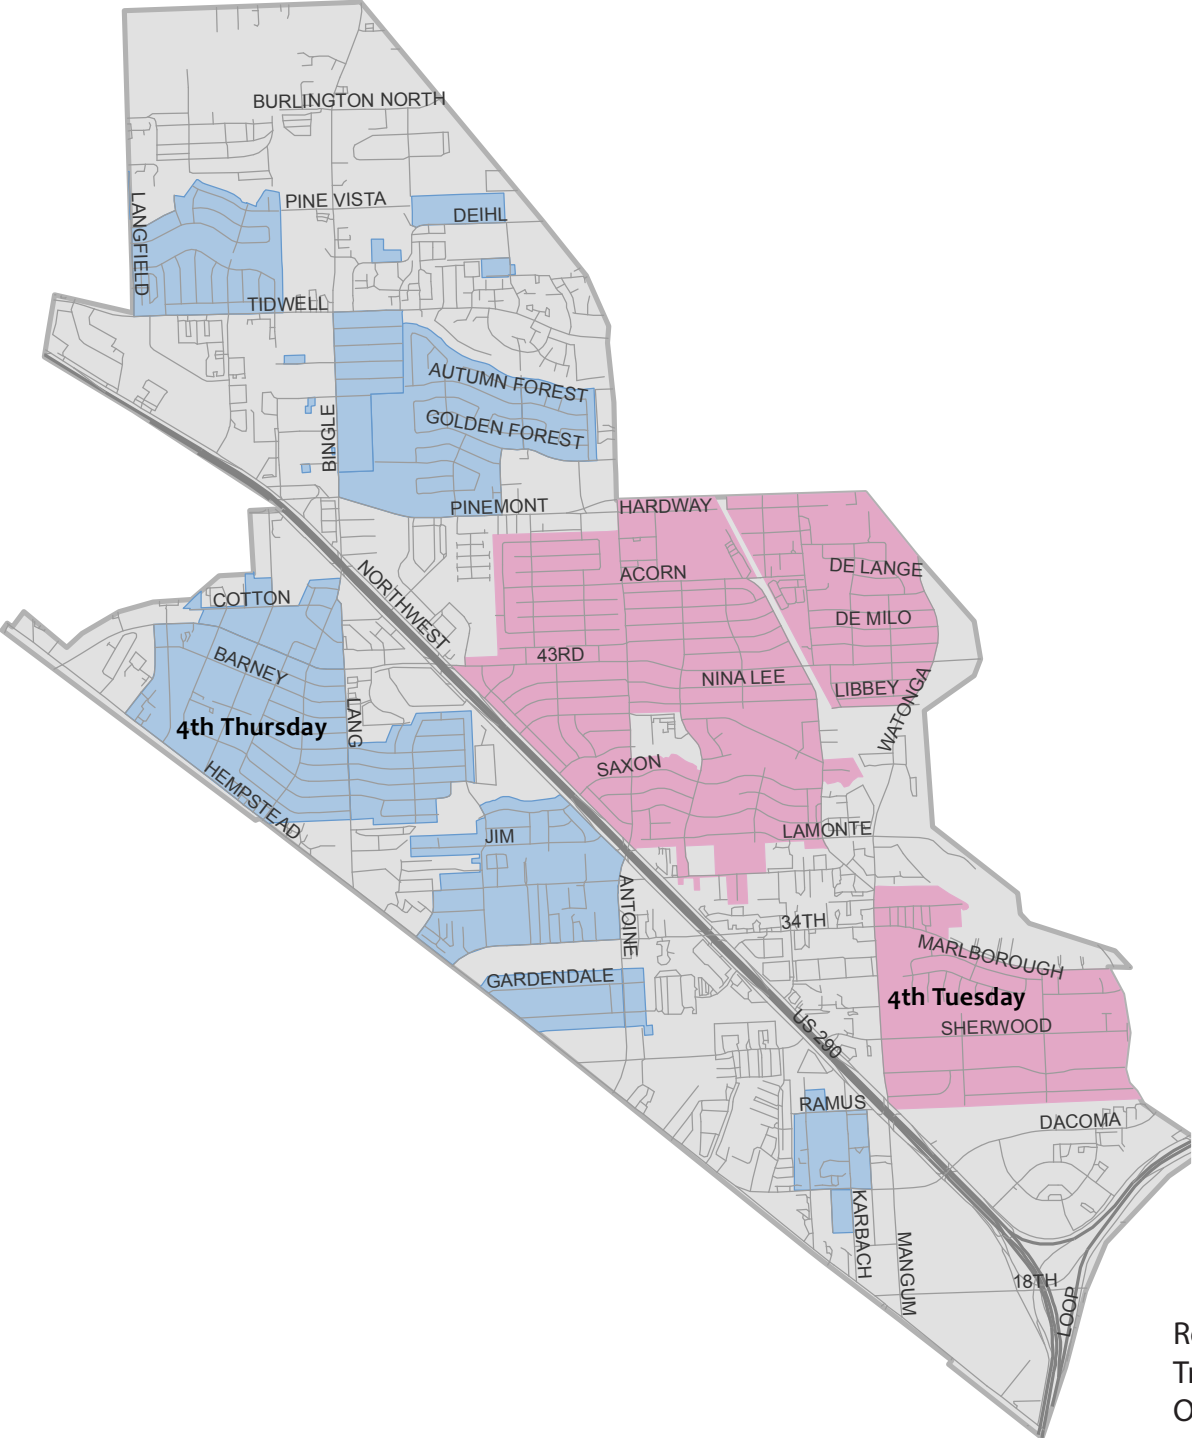 BURLINGTON NORTH
LANGFIELD
PINE VISTA
DEIHL
TIDWELL
AUTUMN FOREST
GOLDEN FOREST
BINGLE
PINEMONT
HARDWAY
DE LANGE
ACORN
NORTHWEST
COTTON
DE MILO
43RD
BARNEY
NINA LEE
LIBBEY
WATONGA
LANG
4th Thursday
SAXON
HEMPSTEAD
JIM
LAMONTE
ANTOINE
34TH
MARLBOROUGH
GARDENDALE
4th Tuesday
SHERWOOD
US 290
RAMUS
DACOMA
KARBACH
MANGUM
18TH
LOOP